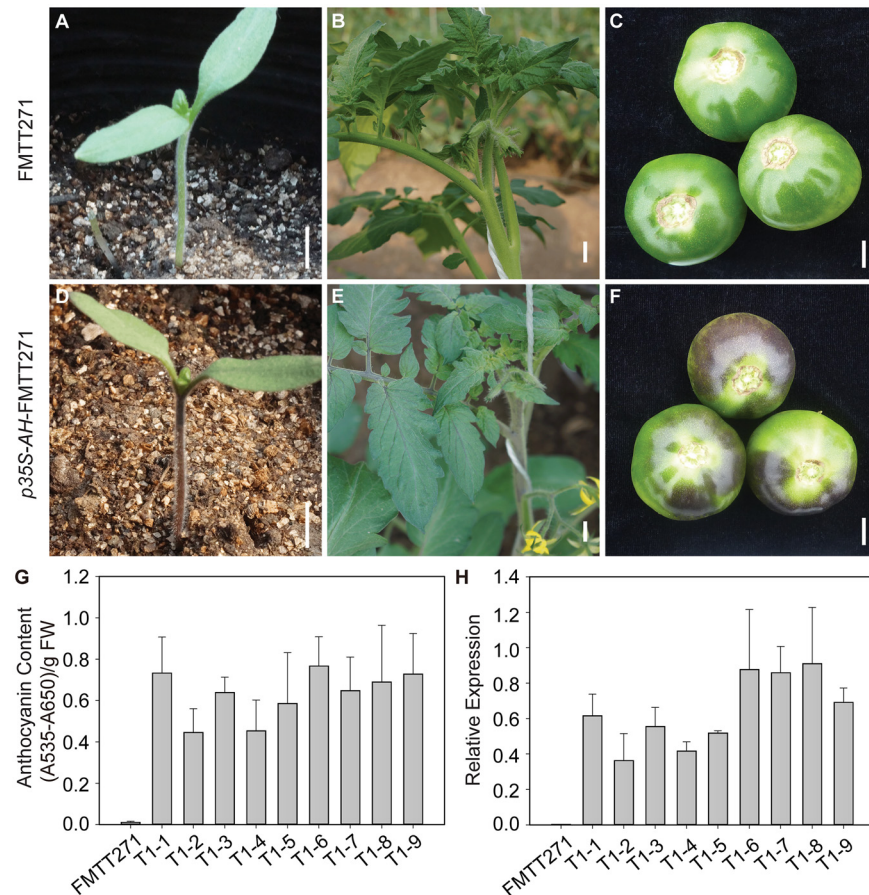 A
B
C
FMTT271
D
E
F
p35S-AH-FMTT271
G
Anthocyanin Content
(A535-A650)/g FW
1.2
1.0
0.8
0.6
0.4
0.2
0.0
FMTT271
T1-1
T1-2
T1-3
T1-4
T1-5
T1-6
T1-7
T1-8
T1-9
H
Relative Expression
1.4
1.2
1.0
0.8
0.6
0.4
0.2
0.0
FMTT271
T1-1
T1-2
T1-3
T1-4
T1-5
T1-6
T1-7
T1-8
T1-9